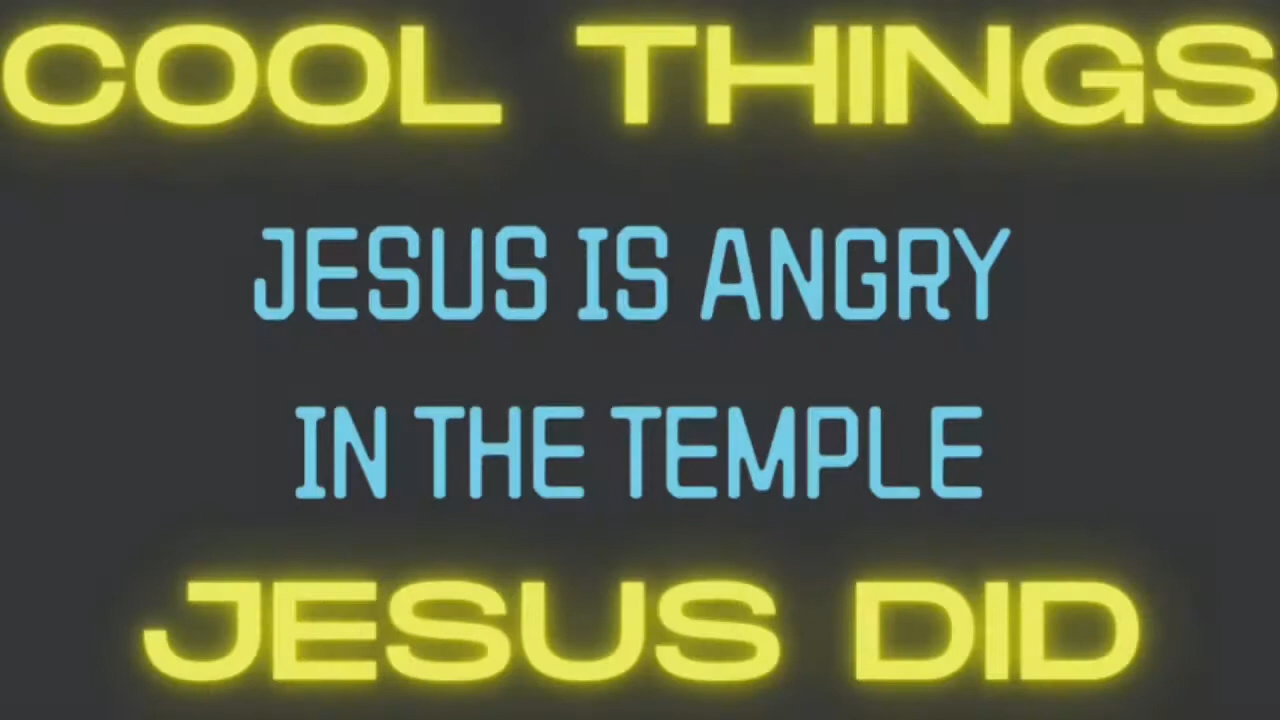 COOL THINGS
JESUS IS ANGRY
IN THE TEMPLE
JESUS DID